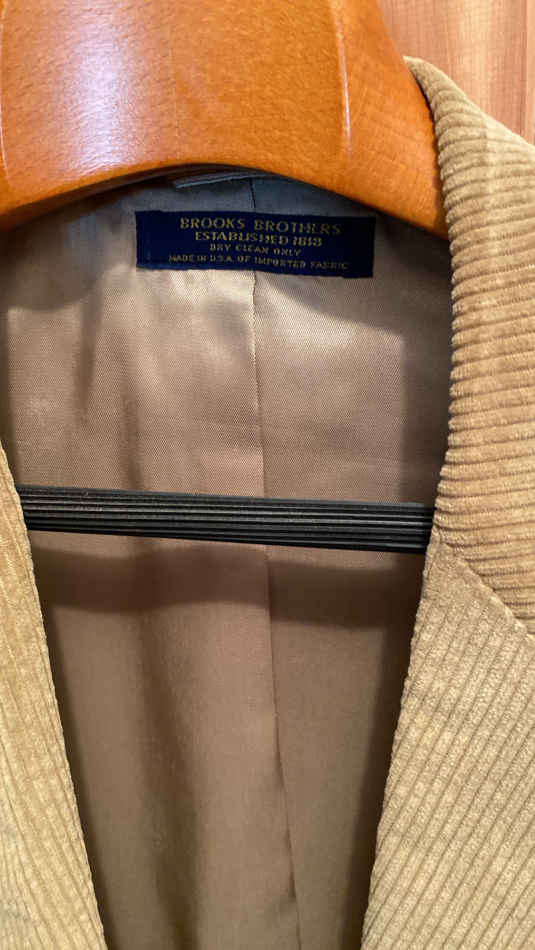 BROOKS BROTHERS
ESTABLISHED 1818
DRY CLEAN ONLY
MADE IN U.S.A. OF IMPORTED FABRIC